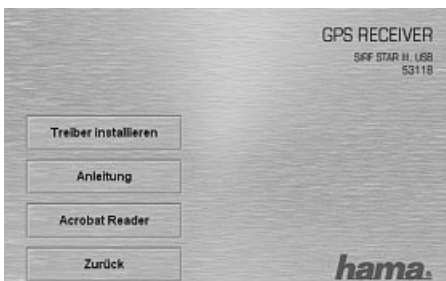 GPS RECEIVER
SIRF STAR III, USB
53118
Treiber installieren
Anleitung
Acrobat Reader
Zurück
hama.